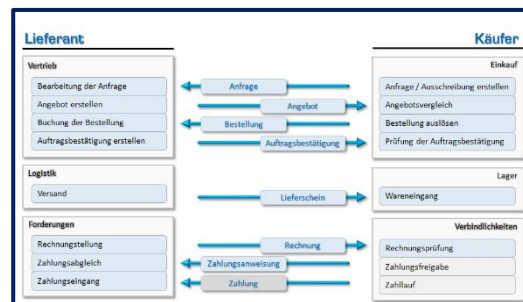 Lieferant Käufer
Vertrieb Einkauf
Bearbeitung der Anfrage Anfrage Anfrage / Ausschreibung erstellen
Angebot erstellen Angebot Angebotsvergleich
Buchung der Bestellung Bestellung Bestellung auslösen
Auftragsbestätigung erstellen Auftragsbestätigung Prüfung der Auftragsbestätigung
Logistik Lager
Versand Lieferschein Wareneingang
Forderungen Verbindlichkeiten
Rechnungstellung Rechnung Rechnungsprüfung
Zahlungsabgleich Zahlungsanweisung Zahlungsfreigabe
Zahlungseingang Zahlung Zahllauf